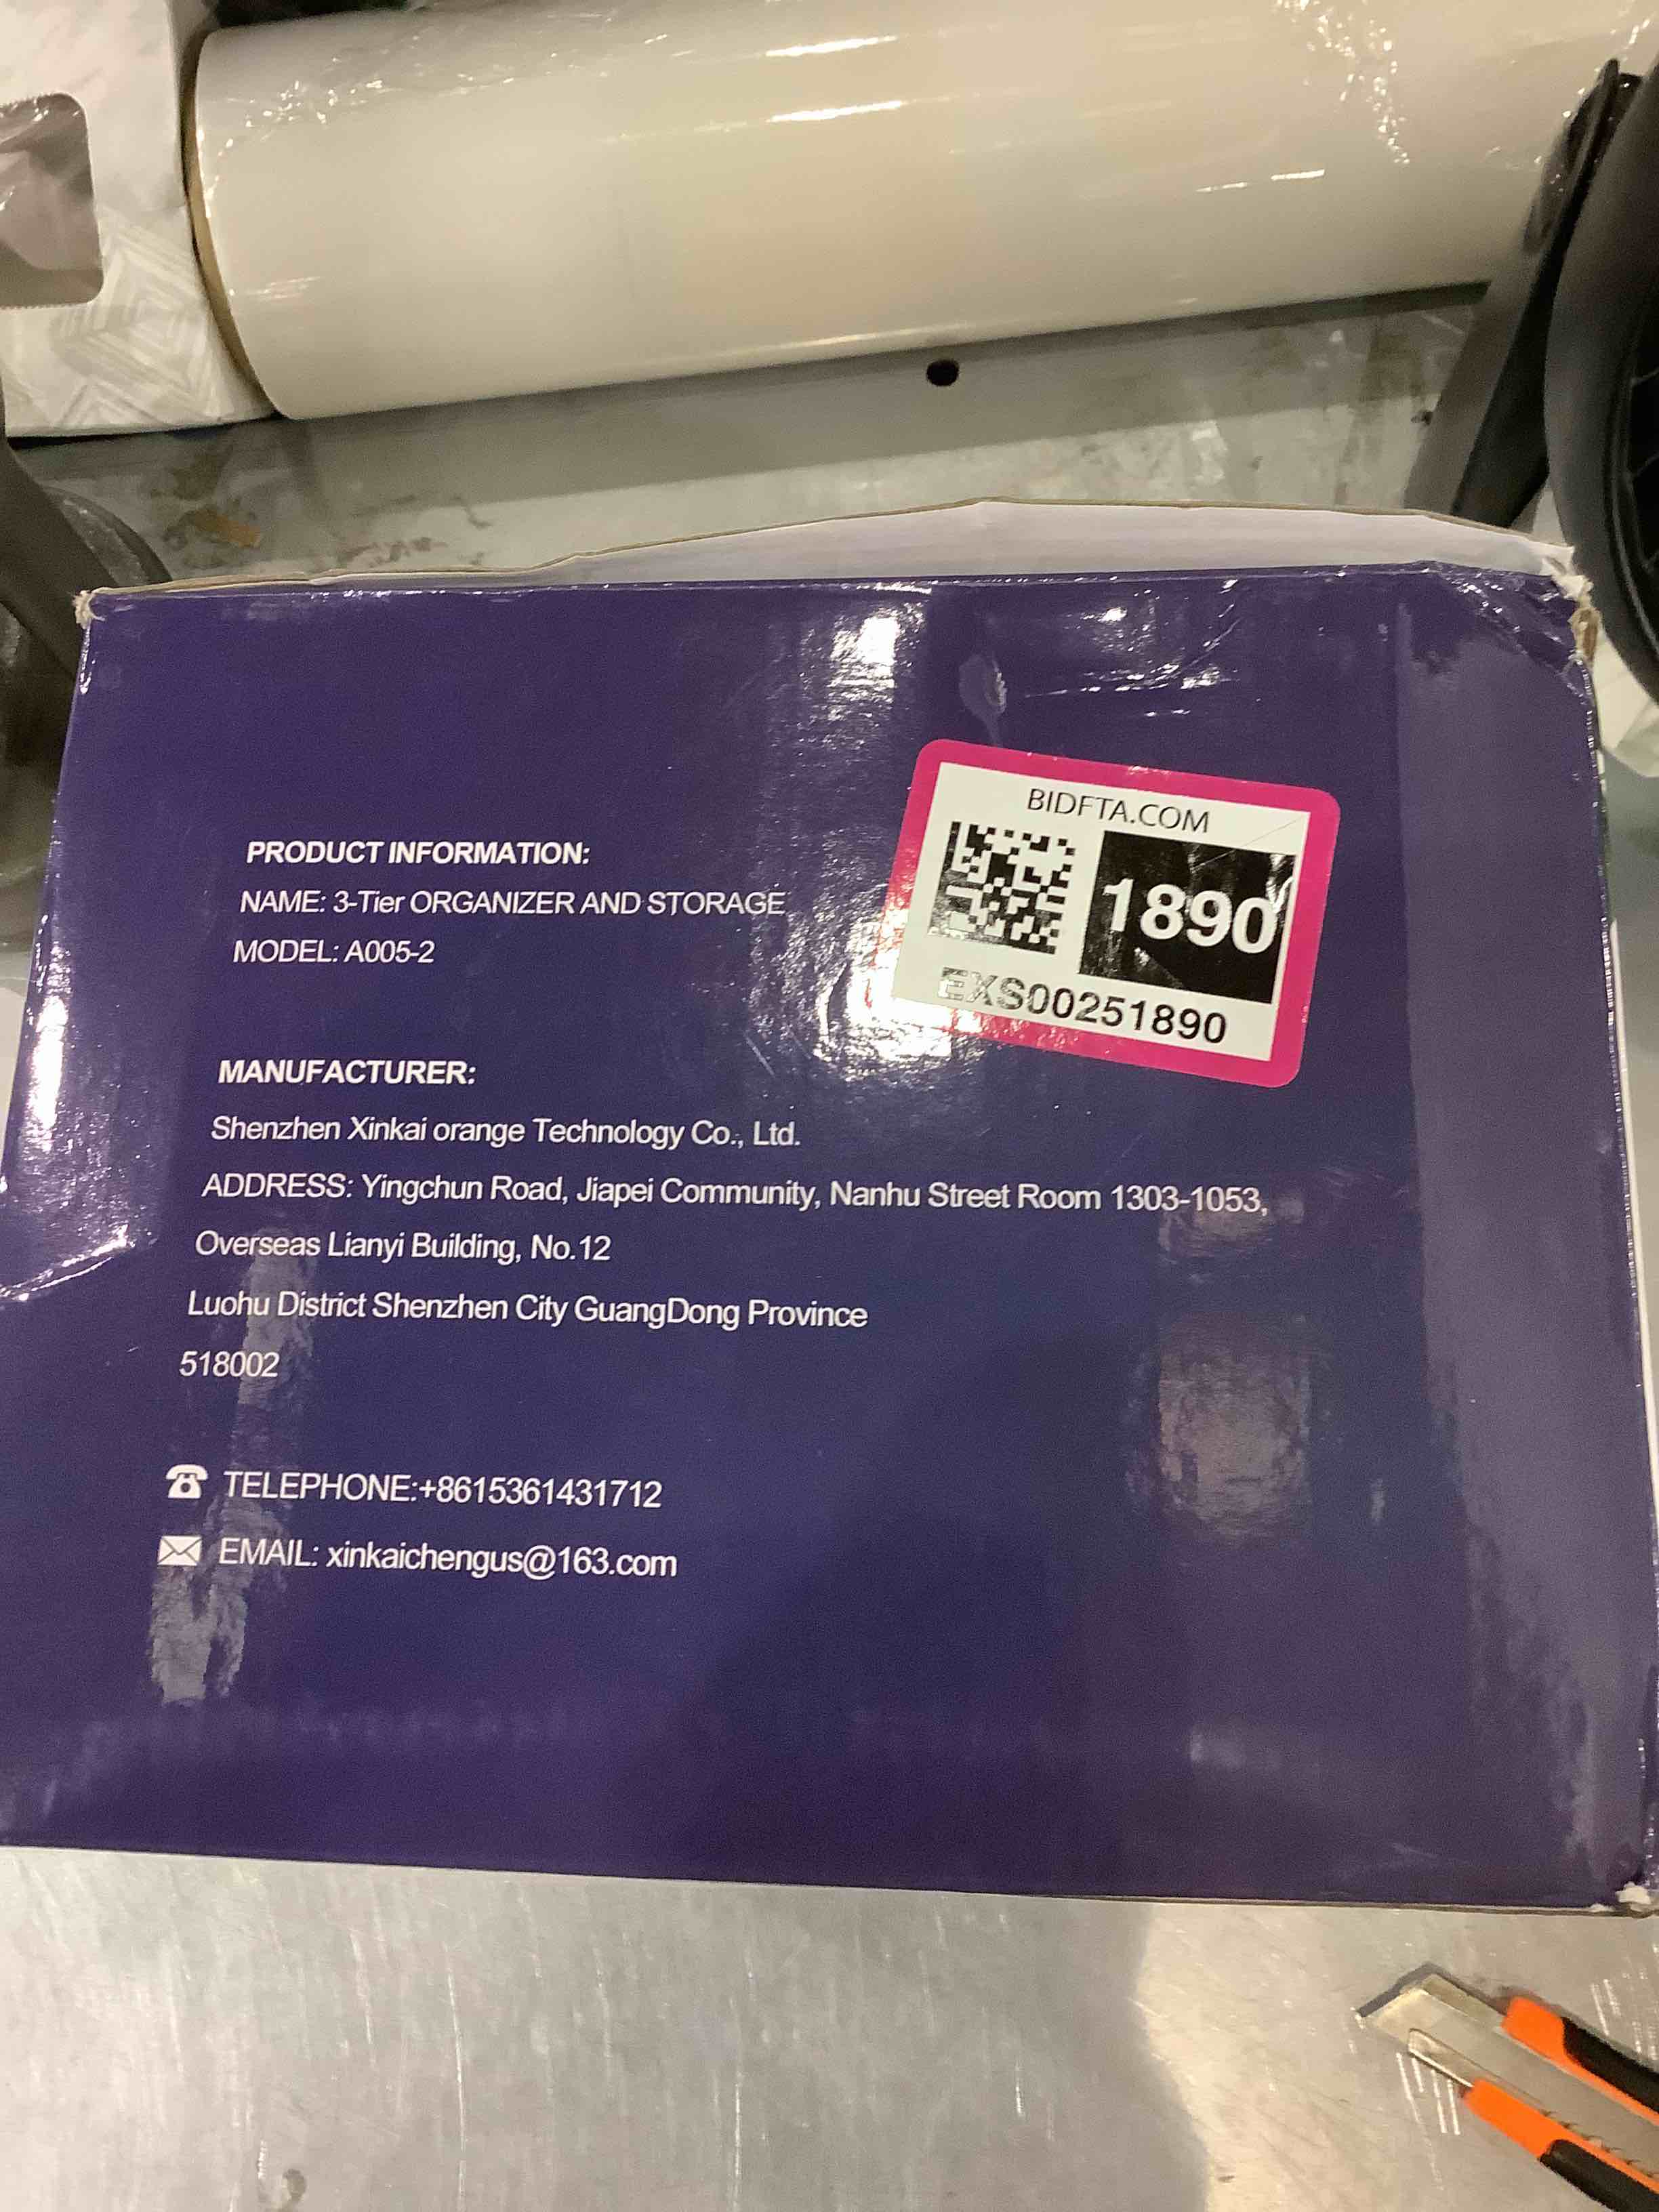 BIDFTA.COM
1890
EXS00251890
PRODUCT INFORMATION:
NAME: 3-Tier ORGANIZER AND STORAGE
MODEL: A005-2
MANUFACTURER:
Shenzhen Xinkai orange Technology Co., Ltd.
ADDRESS: Yingchun Road, Jiapei Community, Nanhu Street Room 1303-1053,
Overseas Lianyi Building, No.12
Luohu District Shenzhen City GuangDong Province
518002
TELEPHONE:+8615361431712
EMAIL: xinkaichengus@163.com